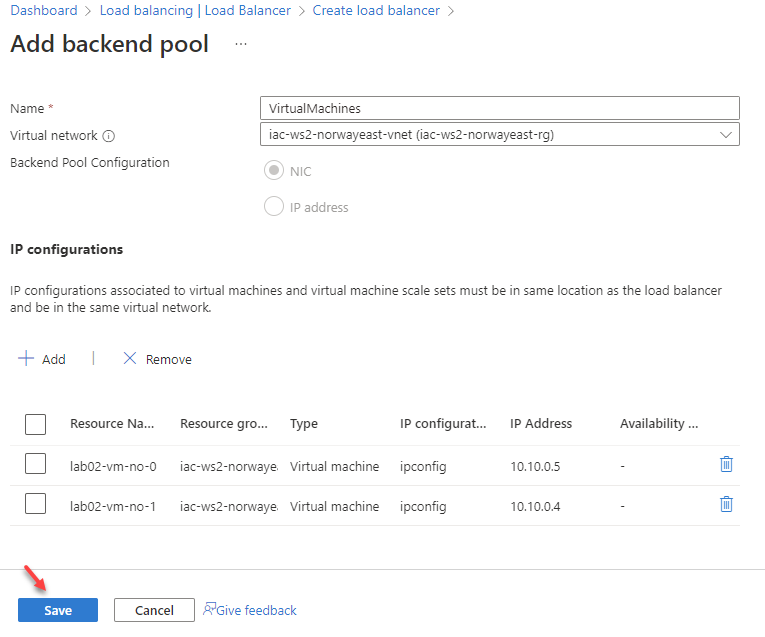 Dashboard > Load balancing | Load Balancer > Create load balancer >
Add backend pool ...
Name *
VirtualMachines
Virtual network
iac-ws2-norwayeast-vnet (iac-ws2-norwayeast-rg)
Backend Pool Configuration
NIC
IP address
IP configurations
IP configurations associated to virtual machines and virtual machine scale sets must be in same location as the load balancer
and be in the same virtual network.
Add | Remove
Resource Na... Resource gro... Type IP configurat... IP Address Availability ...
lab02-vm-no-0 iac-ws2-norwaye Virtual machine ipconfig 10.10.0.5 -
lab02-vm-no-1 iac-ws2-norwaye Virtual machine ipconfig 10.10.0.4 -
Save Cancel Give feedback